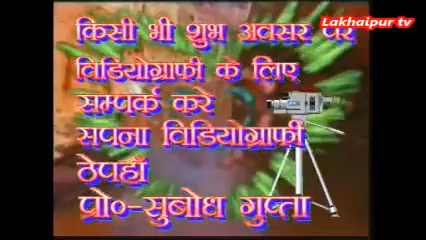 Lakhaipur tv
किसी भी शुभ अवसर पर
विडियोग्राफी के लिए
सम्पर्क करे
सपना विडियोग्राफी
ठेपहाँ
प्रो०-सुबोध गुप्ता